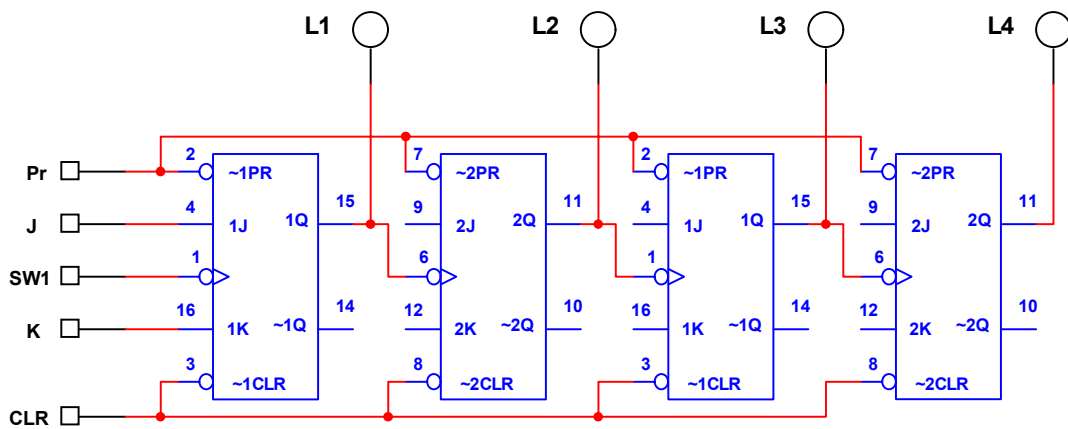 L1 L2 L3 L4
2 7 2 7
Pr ~1PR ~2PR ~1PR ~2PR
4 15 9 11 4 15 9 11
J 1J 1Q 2J 2Q 1J 1Q 2J 2Q
1 6 1 6
SW1
16 14 12 10 16 14 12 10
K 1K ~1Q 2K ~2Q 1K ~1Q 2K ~2Q
3 8 3 8
~1CLR ~2CLR ~1CLR ~2CLR
CLR